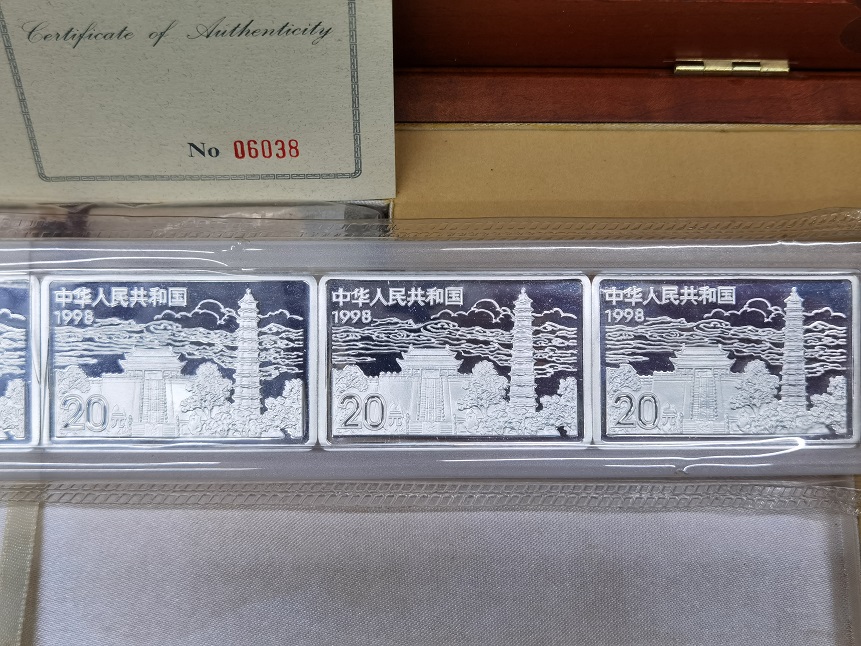 Certificate of Authenticity
No 06038
中华人民共和国
1998
20元
中华人民共和国
1998
20元
中华人民共和国
1998
20元